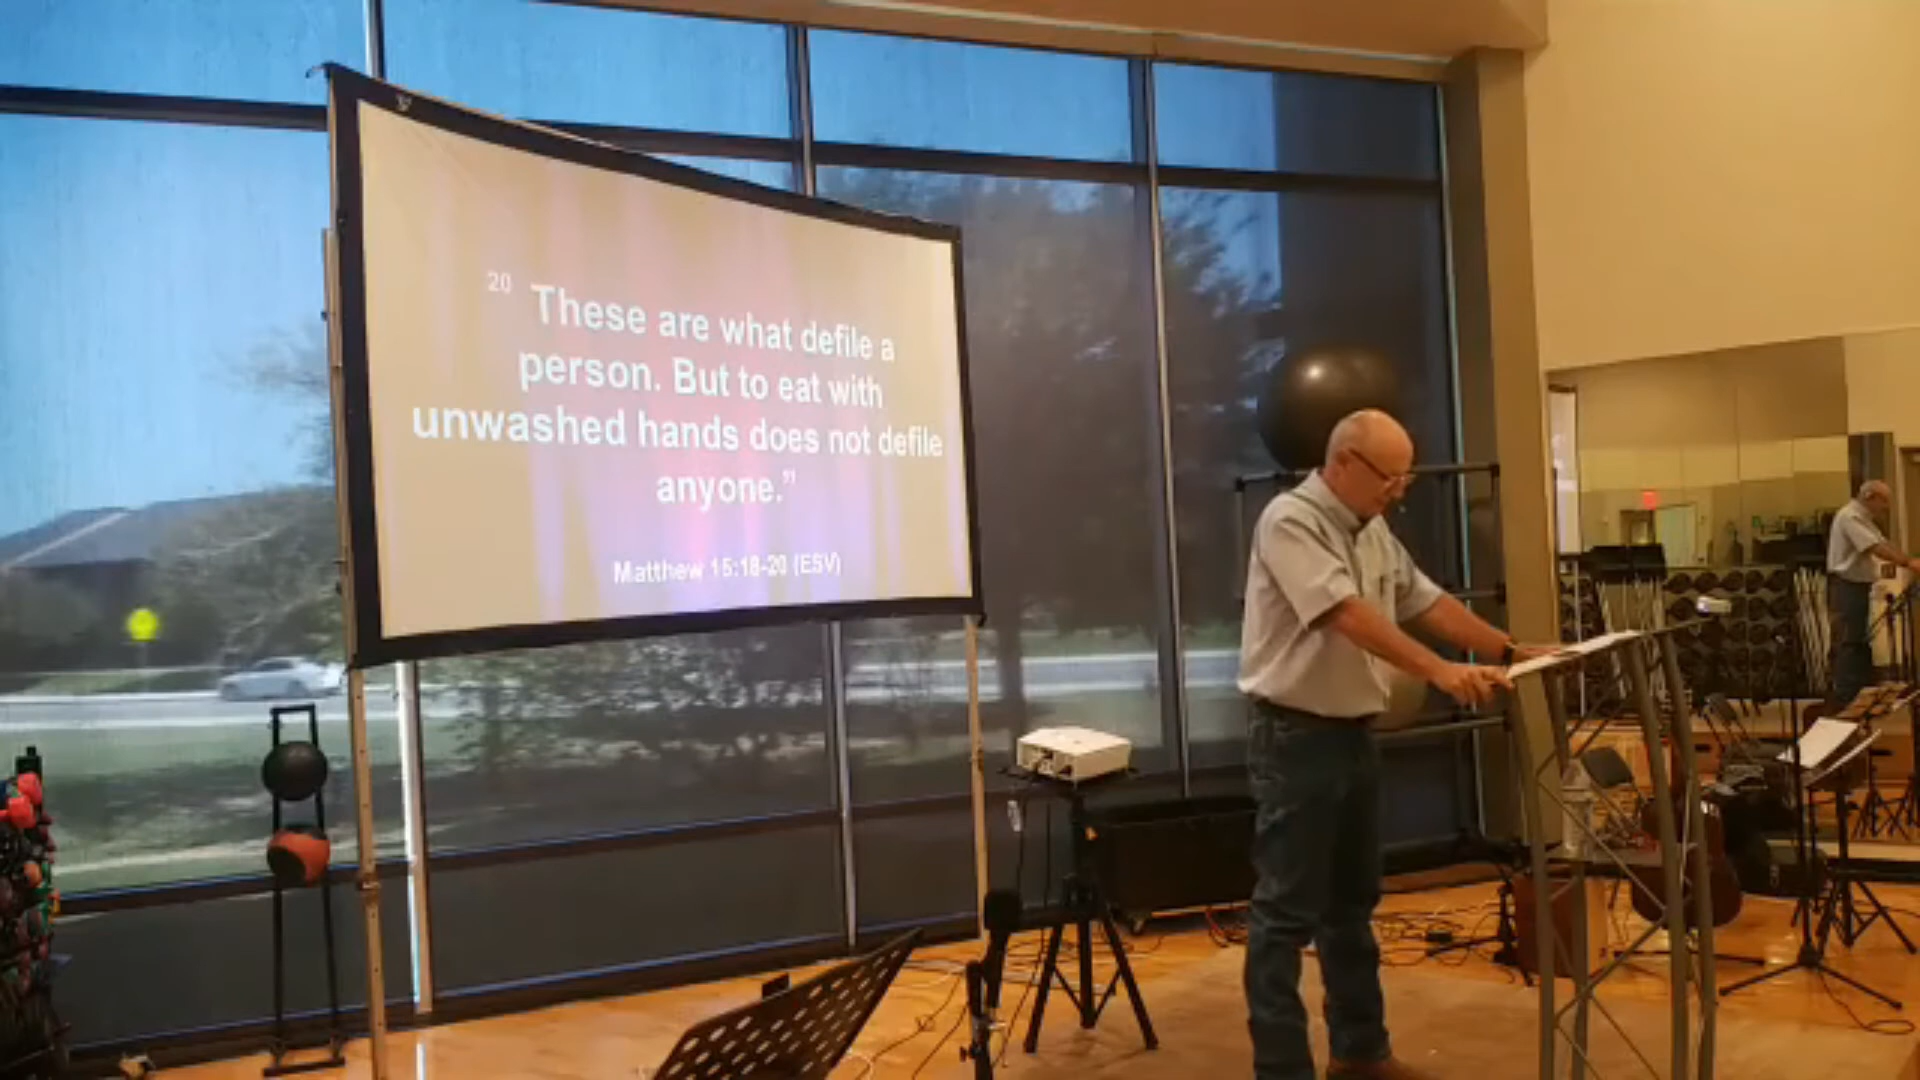 20 These are what defile a
person. But to eat with
unwashed hands does not defile
anyone.”
Matthew 15:18-20 (ESV)